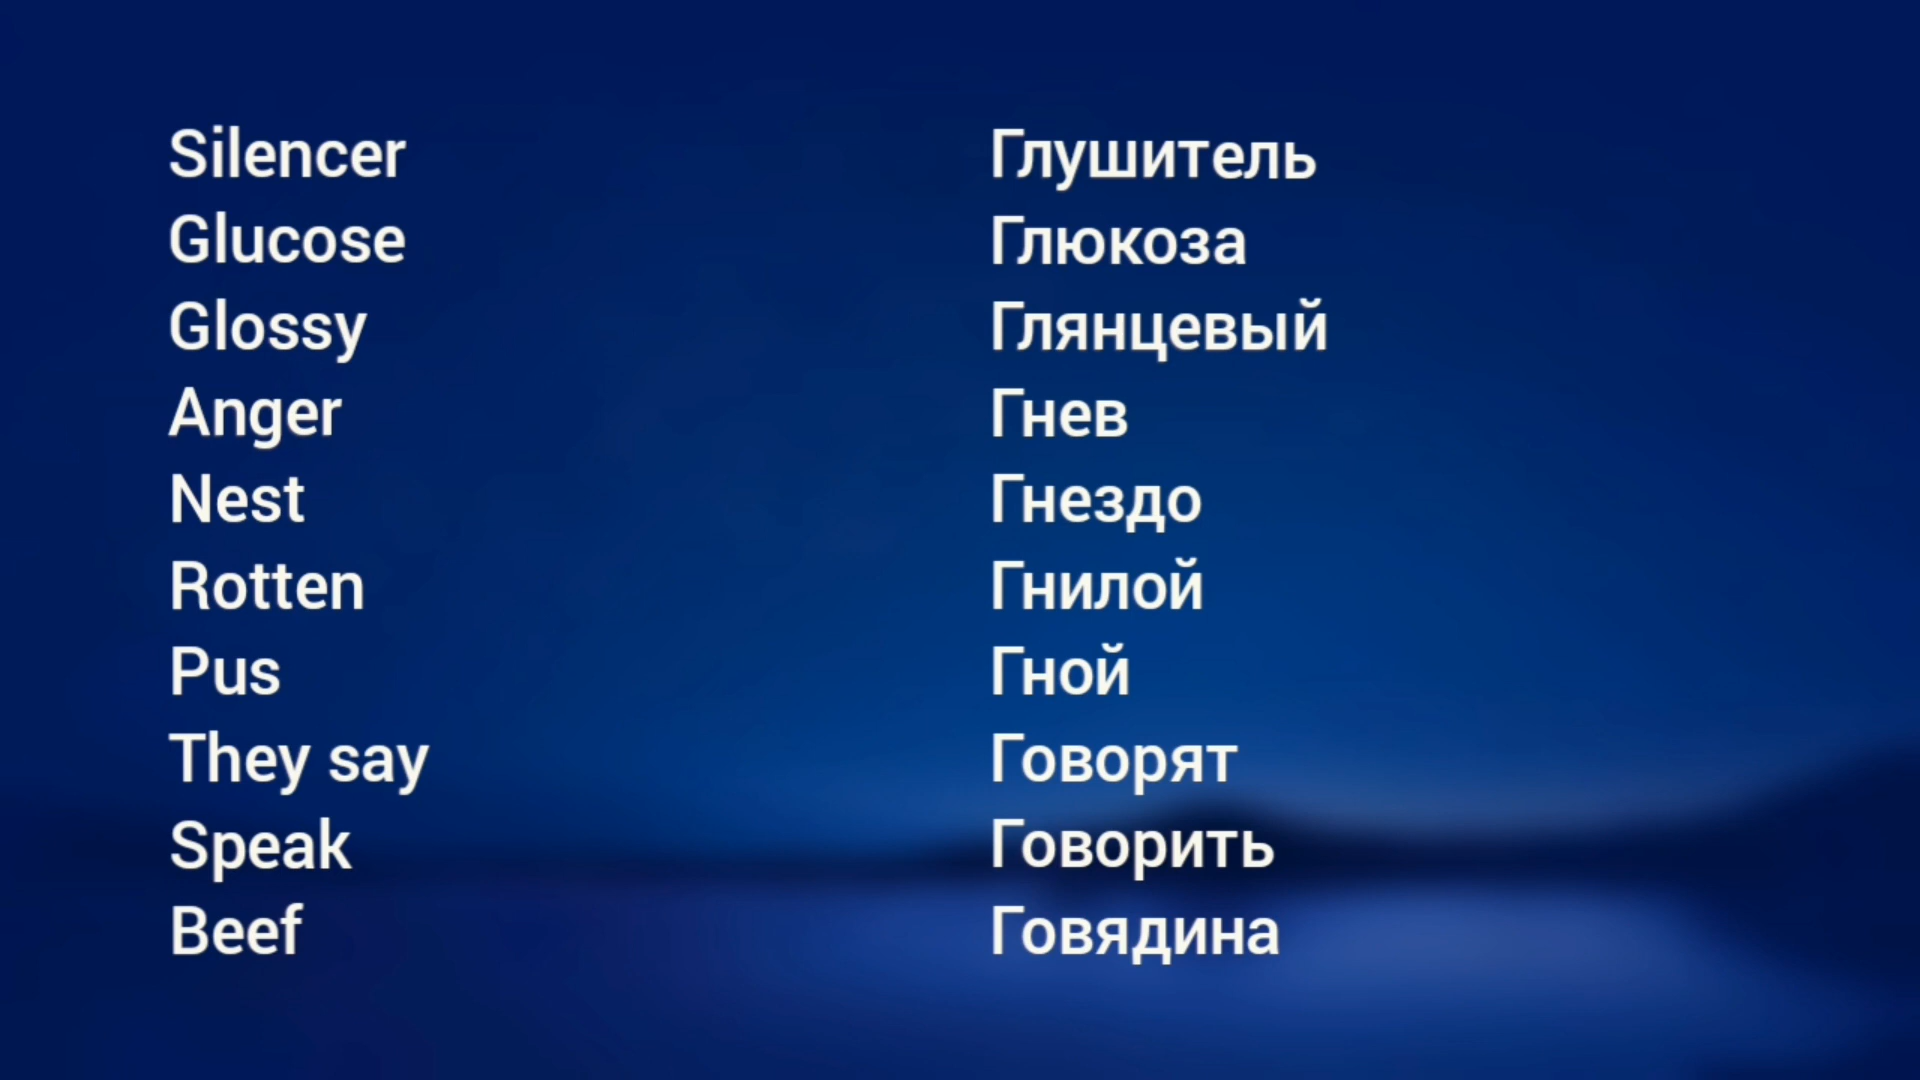 Silencer Глушитель
Glucose Глюкоза
Glossy Глянцевый
Anger Гнев
Nest Гнездо
Rotten Гнилой
Pus Гной
They say Говорят
Speak Говорить
Beef Говядина